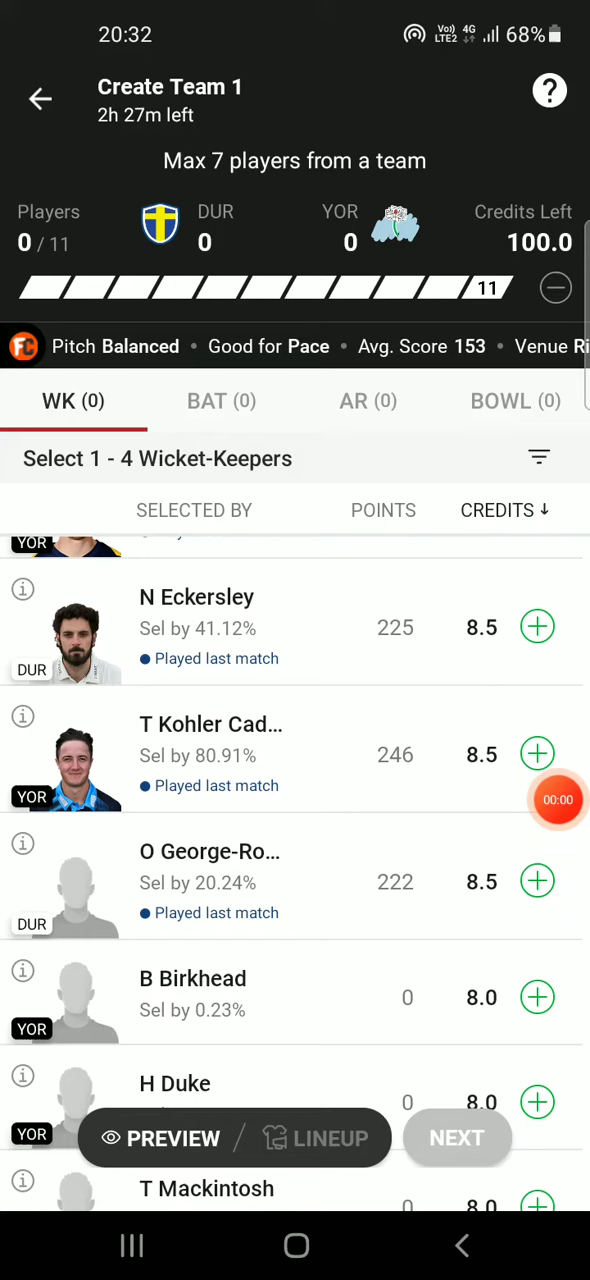 20:32
Vo)) LTE2 4G 68%
Create Team 1
2h 27m left
?
Max 7 players from a team
Players DUR YOR Credits Left
0 / 11 0 0 100.0
11
FC Pitch Balanced • Good for Pace • Avg. Score 153 • Venue Ri
WK (0) BAT (0) AR (0) BOWL (0)
Select 1 - 4 Wicket-Keepers
SELECTED BY POINTS CREDITS ↓
YOR
N Eckersley
Sel by 41.12% 225 8.5
Played last match
DUR
T Kohler Cad...
Sel by 80.91% 246 8.5
Played last match
YOR
00:00
O George-Ro...
Sel by 20.24% 222 8.5
Played last match
DUR
B Birkhead
Sel by 0.23% 0 8.0
YOR
H Duke
0 8.0
YOR
PREVIEW / LINEUP NEXT
T Mackintosh
0 8.0